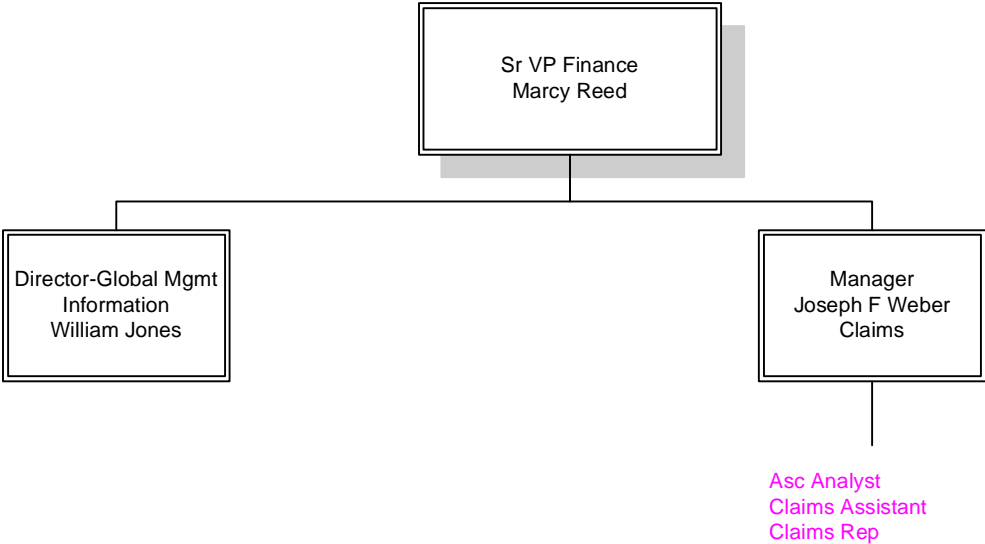 Sr VP Finance
Marcy Reed
Director-Global Mgmt
Information
William Jones
Manager
Joseph F Weber
Claims
Asc Analyst
Claims Assistant
Claims Rep